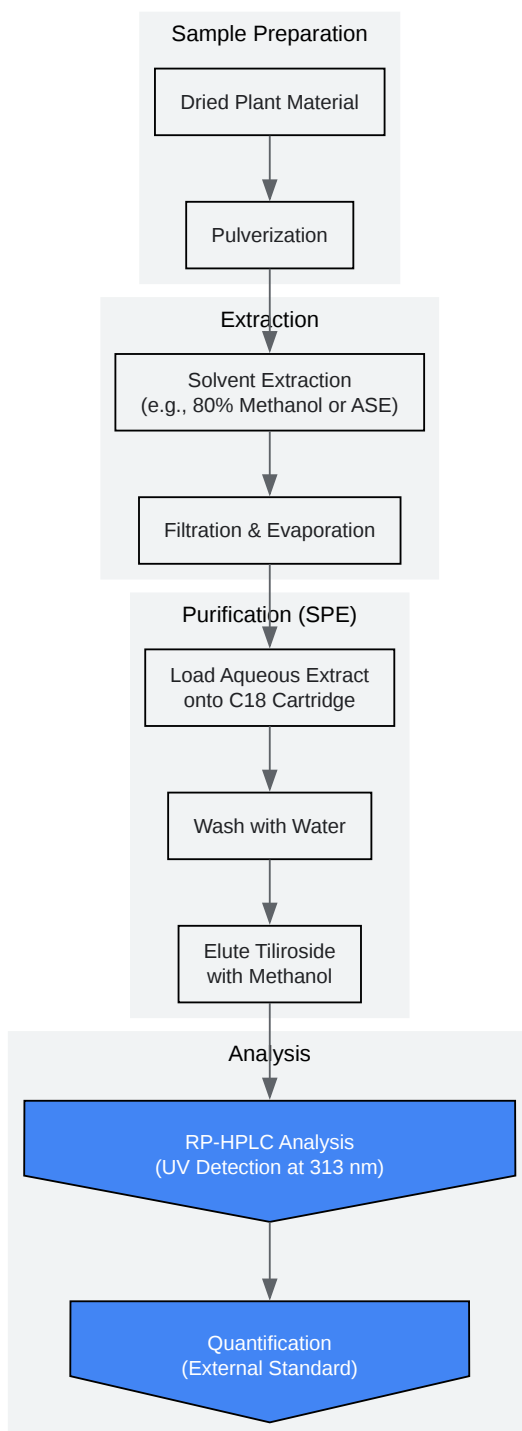 Sample Preparation
Dried Plant Material
Pulverization
Extraction
Solvent Extraction
(e.g., 80% Methanol or ASE)
Filtration & Evaporation
Purification (SPE)
Load Aqueous Extract
onto C18 Cartridge
Wash with Water
Elute Tiliroside
with Methanol
Analysis
RP-HPLC Analysis
(UV Detection at 313 nm)
Quantification
(External Standard)